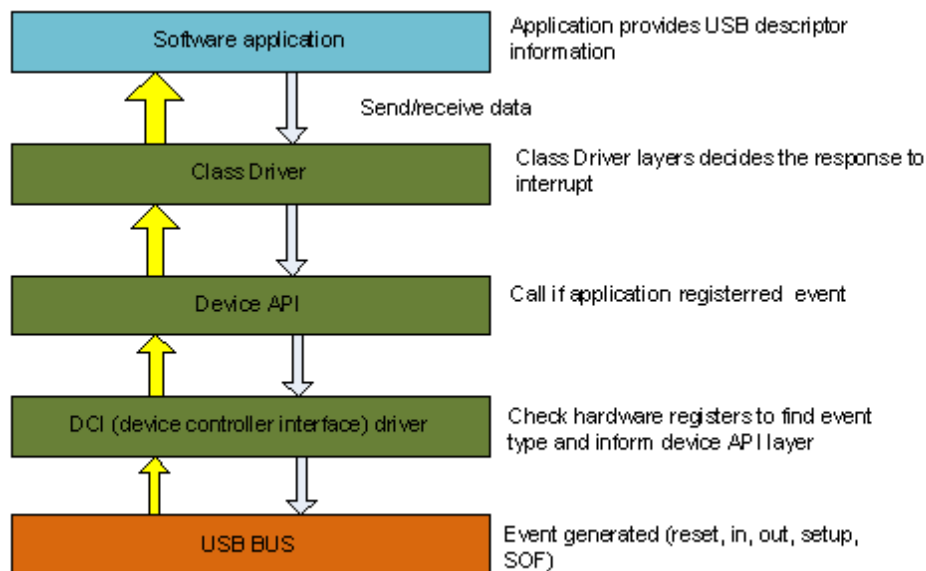 Software application
Application provides USB descriptor
information
Send/receive data
Class Driver
Class Driver layers decides the response to
interrupt
Device API
Call if application registerred event
DCI (device controller interface) driver
Check hardware registers to find event
type and inform device API layer
USB BUS
Event generated (reset, in, out, setup,
SOF)